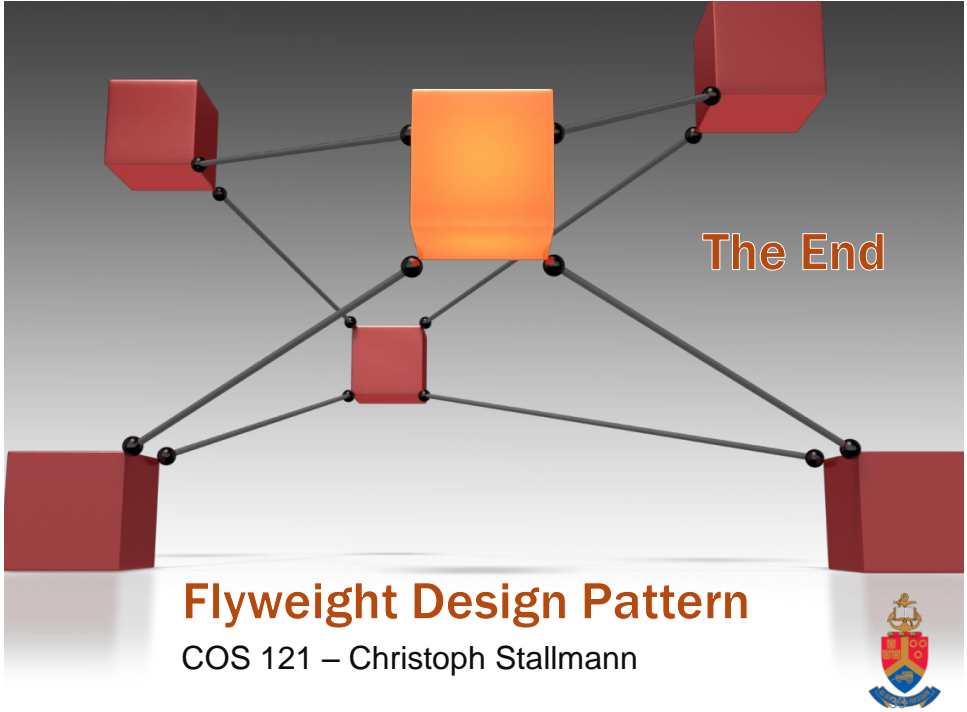 The End
Flyweight Design Pattern
COS 121 – Christoph Stallmann